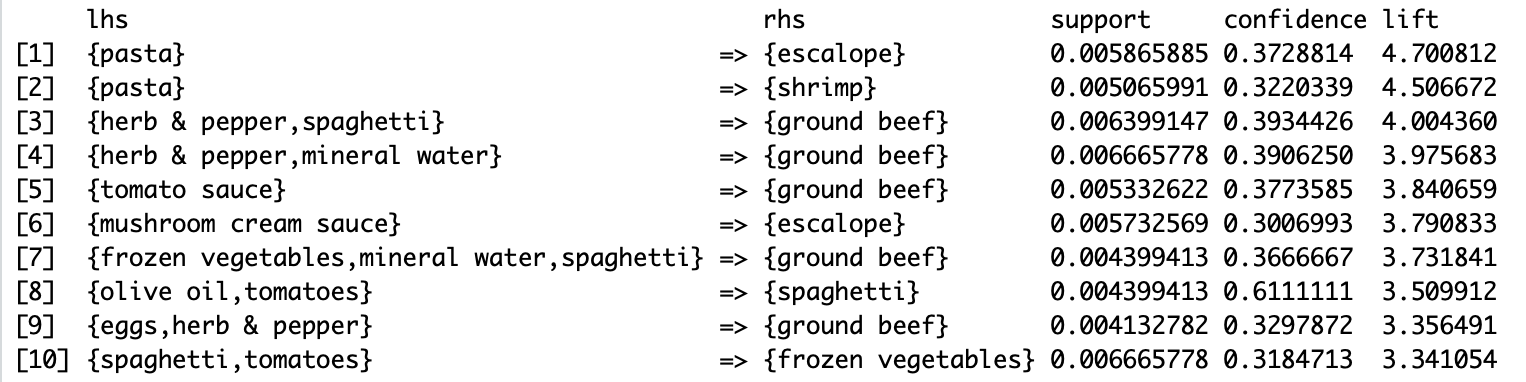 lhs rhs support confidence lift
[1] {pasta} => {escalope} 0.005865885 0.3728814 4.700812
[2] {pasta} => {shrimp} 0.005065991 0.3220339 4.506672
[3] {herb & pepper,spaghetti} => {ground beef} 0.006399147 0.3934426 4.004360
[4] {herb & pepper,mineral water} => {ground beef} 0.006665778 0.3906250 3.975683
[5] {tomato sauce} => {ground beef} 0.005332622 0.3773585 3.840659
[6] {mushroom cream sauce} => {escalope} 0.005732569 0.3006993 3.790833
[7] {frozen vegetables,mineral water,spaghetti} => {ground beef} 0.004399413 0.3666667 3.731841
[8] {olive oil,tomatoes} => {spaghetti} 0.004399413 0.6111111 3.509912
[9] {eggs,herb & pepper} => {ground beef} 0.004132782 0.3297872 3.356491
[10] {spaghetti,tomatoes} => {frozen vegetables} 0.006665778 0.3184713 3.341054